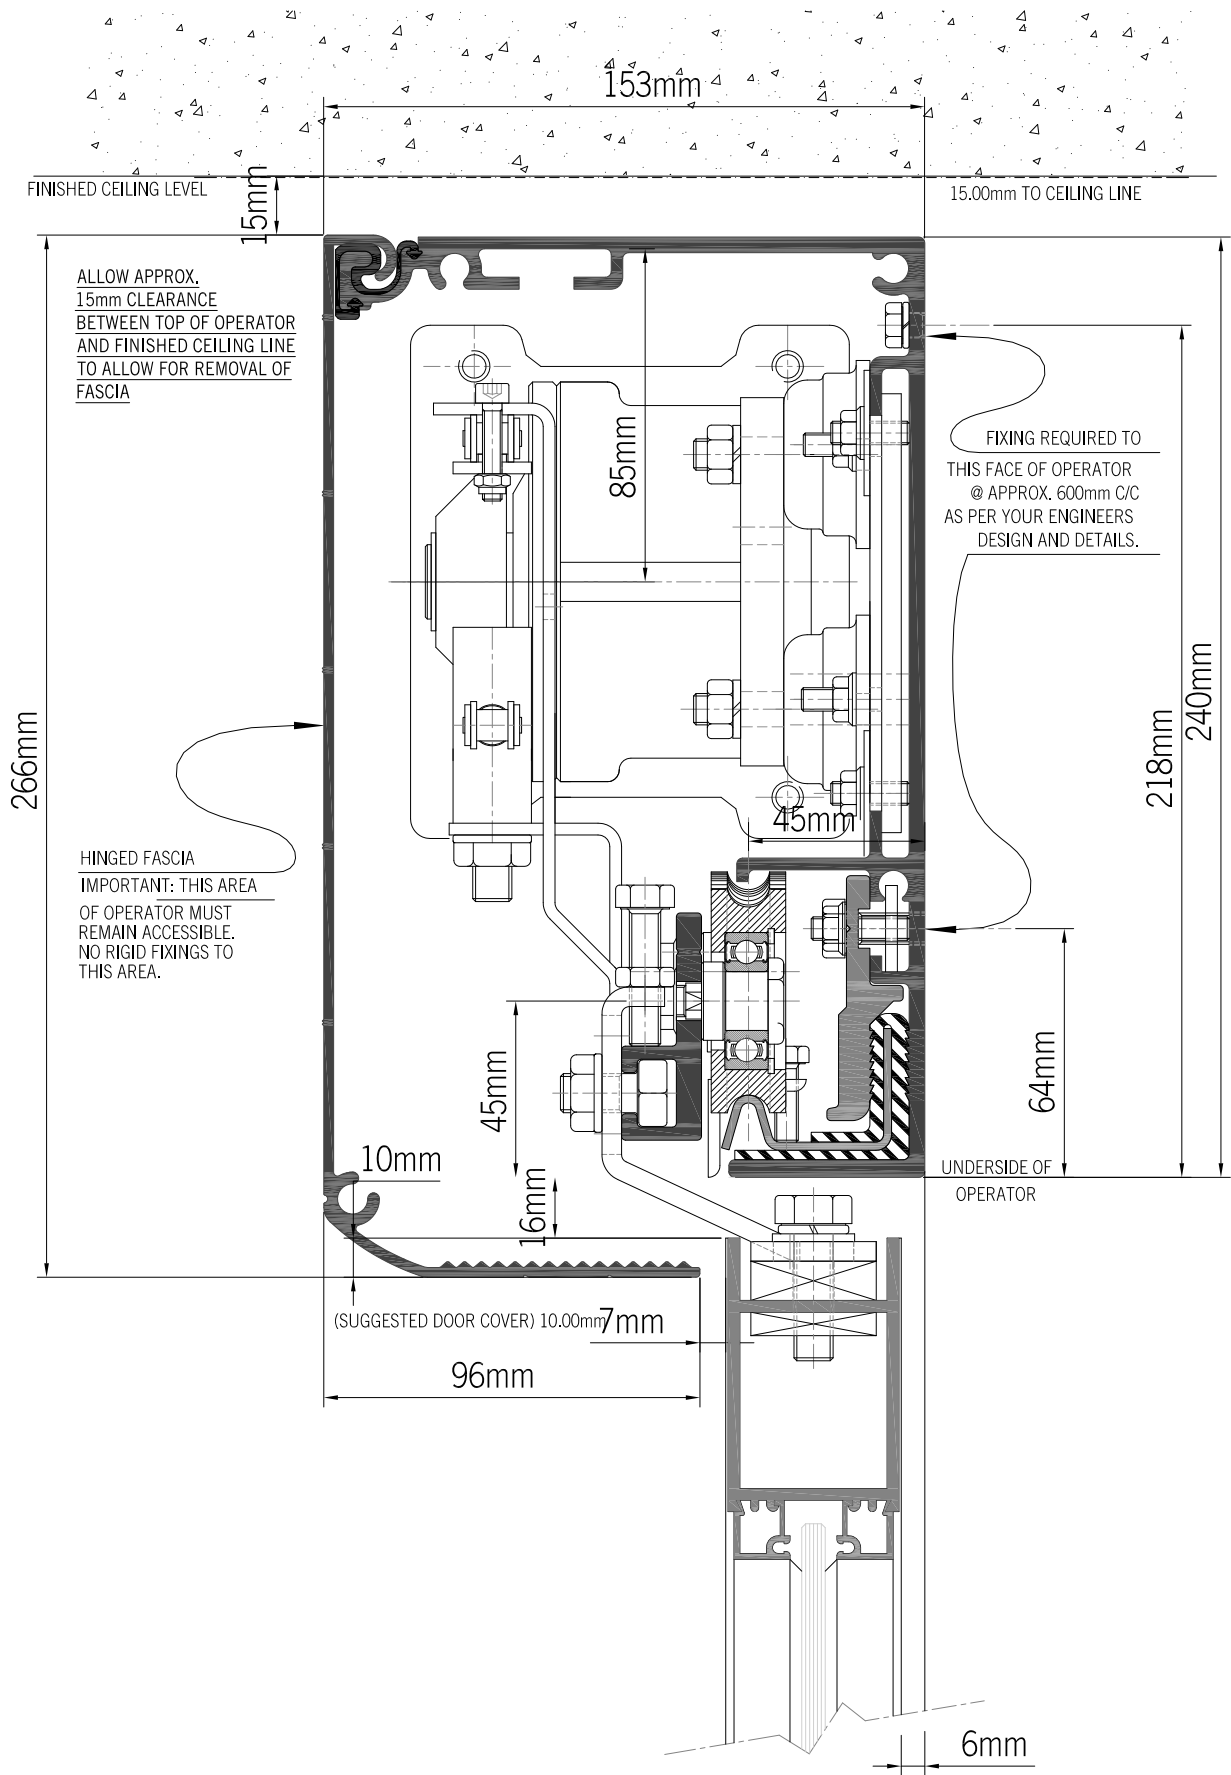 153mm
FINISHED CEILING LEVEL
15mm
15.00mm TO CEILING LINE
ALLOW APPROX.
15mm CLEARANCE
BETWEEN TOP OF OPERATOR
AND FINISHED CEILING LINE
TO ALLOW FOR REMOVAL OF
FASCIA
85mm
FIXING REQUIRED TO
THIS FACE OF OPERATOR
@ APPROX. 600mm C/C
AS PER YOUR ENGINEERS
DESIGN AND DETAILS.
266mm
218mm
240mm
45mm
HINGED FASCIA
IMPORTANT: THIS AREA
OF OPERATOR MUST
REMAIN ACCESSIBLE.
NO RIGID FIXINGS TO
THIS AREA.
45mm
64mm
10mm
16mm
UNDERSIDE OF
OPERATOR
(SUGGESTED DOOR COVER) 10.00mm
7mm
96mm
6mm